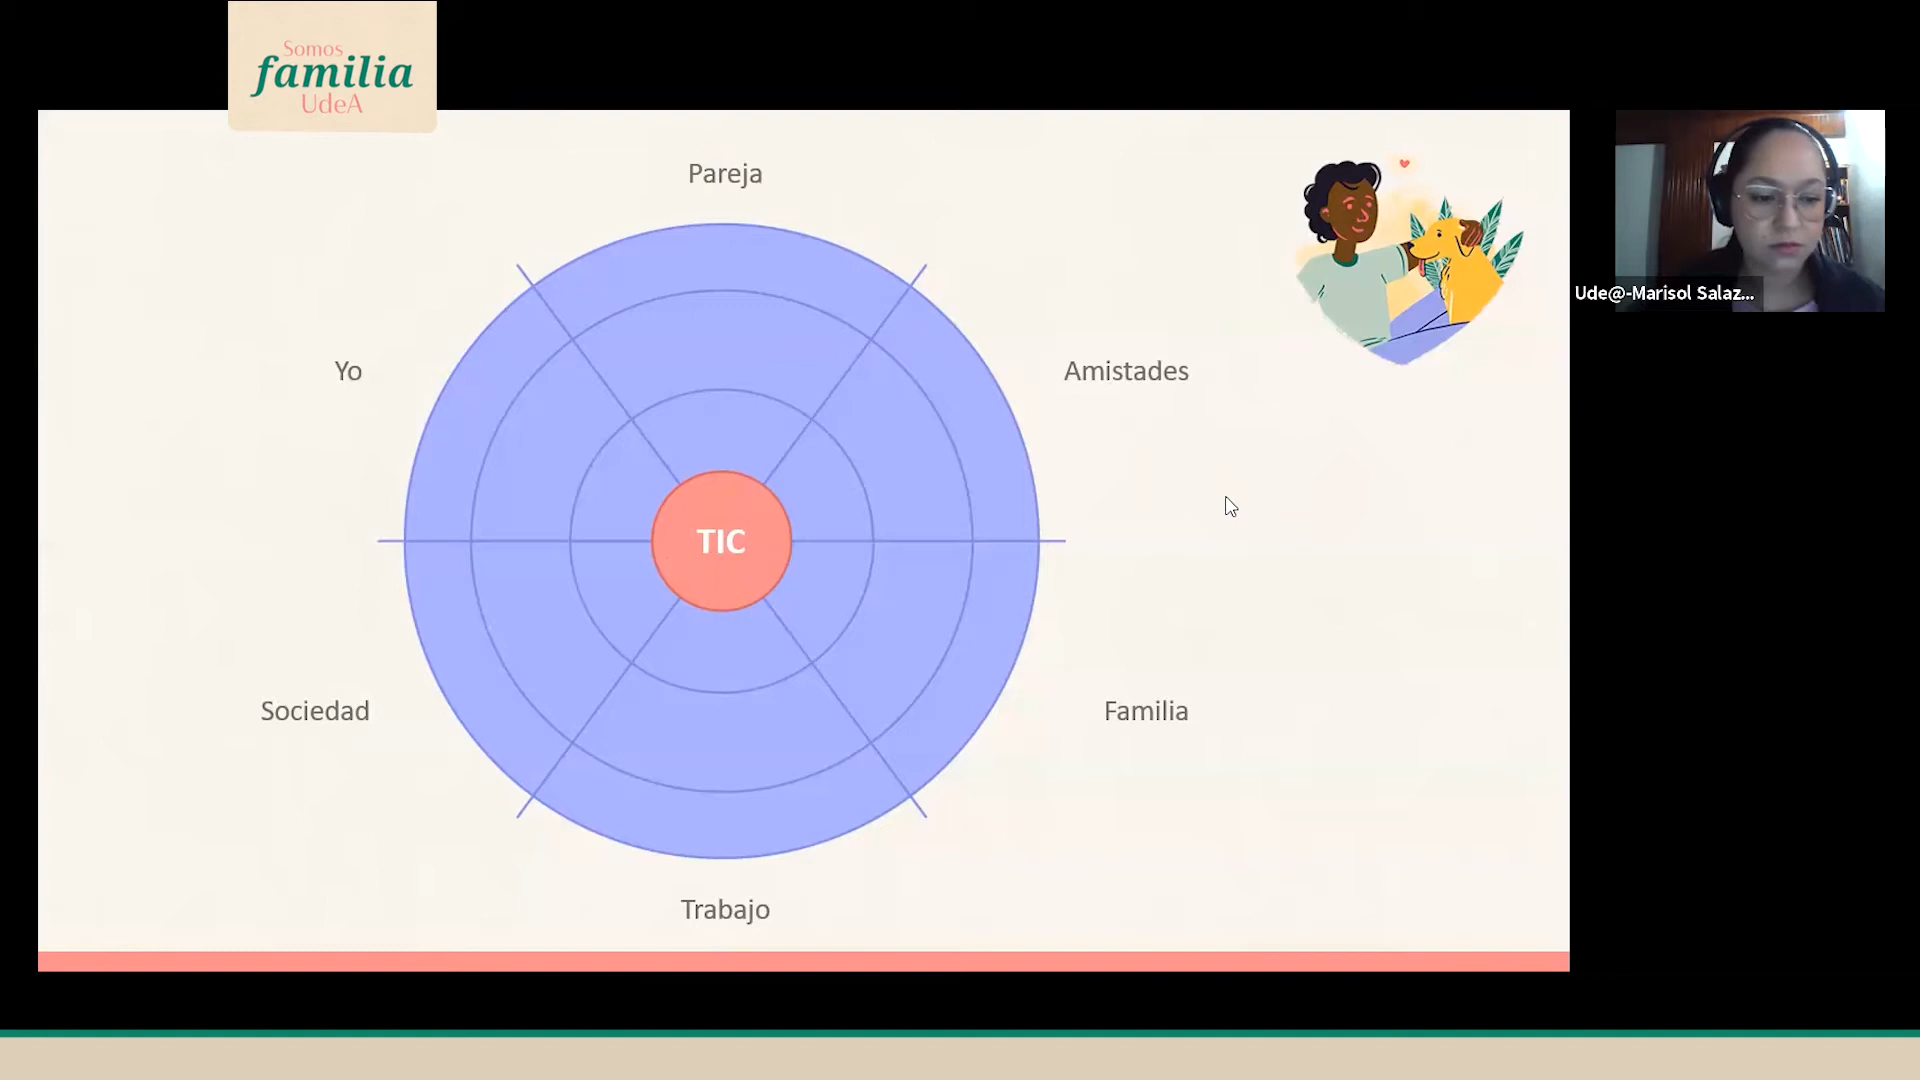 Somos
familia
UdeA
Pareja
Yo
Amistades
TIC
Sociedad
Familia
Trabajo
Ude@-Marisol Salaz...